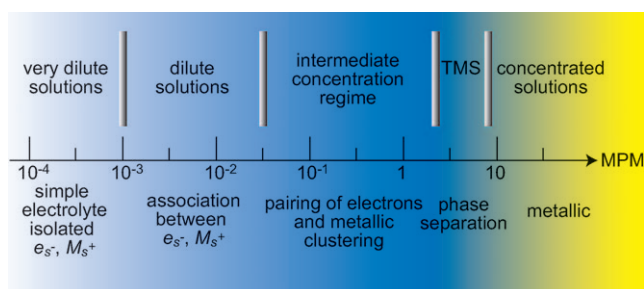 very dilute
solutions
dilute
solutions
intermediate
concentration
regime
TMS
concentrated
solutions
10⁻⁴
10⁻³
10⁻²
10⁻¹
1
10
MPM
simple
electrolyte
isolated
eₛ-, Mₛ+
association
between
eₛ-, Mₛ+
pairing of electrons
and metallic
clustering
phase
separation
metallic